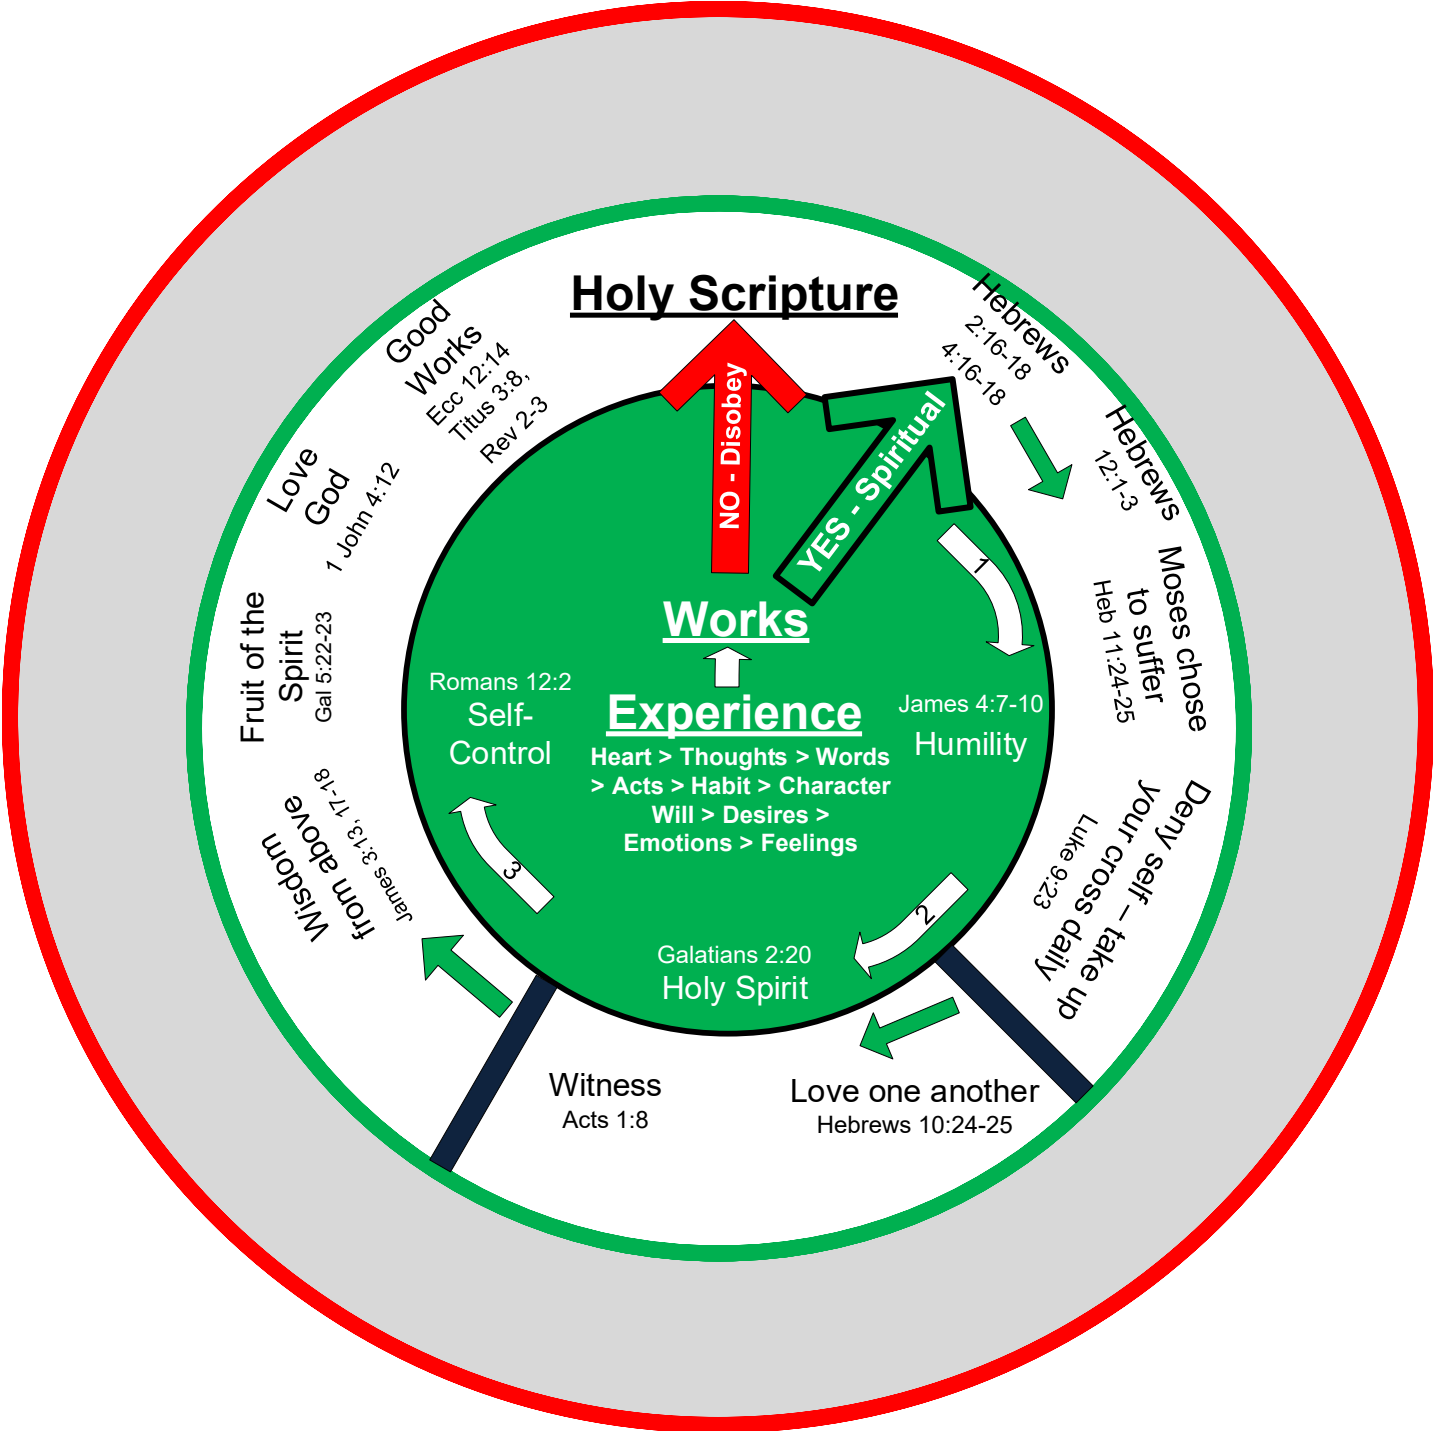 Holy Scripture
NO - Disobey
YES - Spiritual
Works
Experience
Heart > Thoughts > Words
> Acts > Habit > Character
Will > Desires >
Emotions > Feelings
1
James 4:7-10
Humility
2
Galatians 2:20
Holy Spirit
3
Romans 12:2
Self-
Control
Hebrews
2:16-18
4:16-18
Hebrews
12:1-3
Moses chose
to suffer
Heb 11:24-25
Deny self – take up
your cross daily
Luke 9:23
Love one another
Hebrews 10:24-25
Witness
Acts 1:8
Wisdom
from above
James 3:13, 17-18
Fruit of the
Spirit
Gal 5:22-23
Love
God
1 John 4:12
Good
Works
Ecc 12:14
Titus 3:8,
Rev 2-3